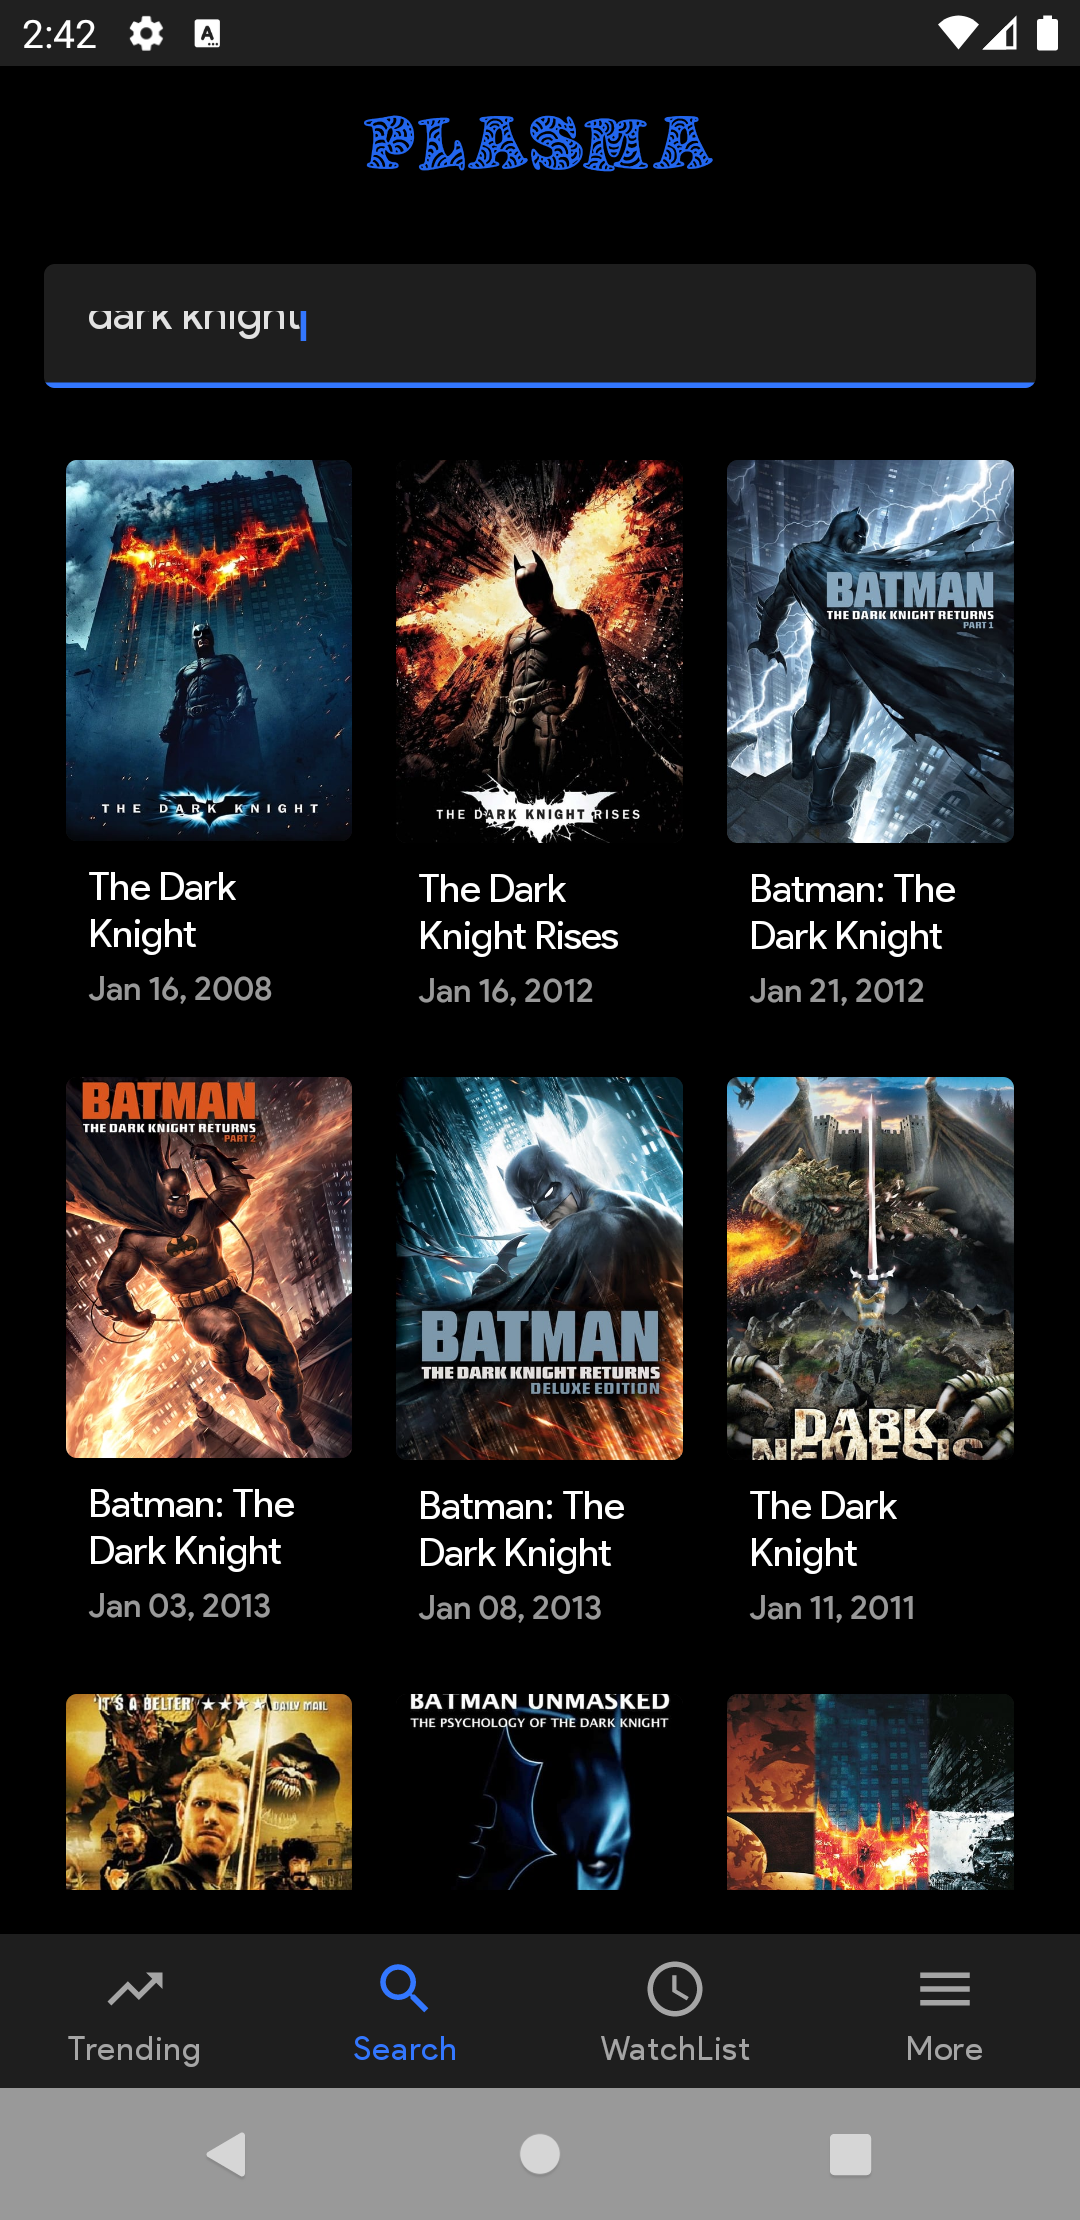 2:42
PLASMA
dark knight
THE DARK KNIGHT
THE DARK KNIGHT RISES
BATMAN
THE DARK KNIGHT RETURNS
PART 1
The Dark
Knight
Jan 16, 2008
The Dark
Knight Rises
Jan 16, 2012
Batman: The
Dark Knight
Jan 21, 2012
BATMAN
THE DARK KNIGHT RETURNS
PART 2
BATMAN
THE DARK KNIGHT RETURNS
DELUXE EDITION
DARK
NEMESIS
Batman: The
Dark Knight
Jan 03, 2013
Batman: The
Dark Knight
Jan 08, 2013
The Dark
Knight
Jan 11, 2011
'IT'S A BELTER' ★★★★ DAILY MAIL
BATMAN UNMASKED
THE PSYCHOLOGY OF THE DARK KNIGHT
Trending
Search
WatchList
More